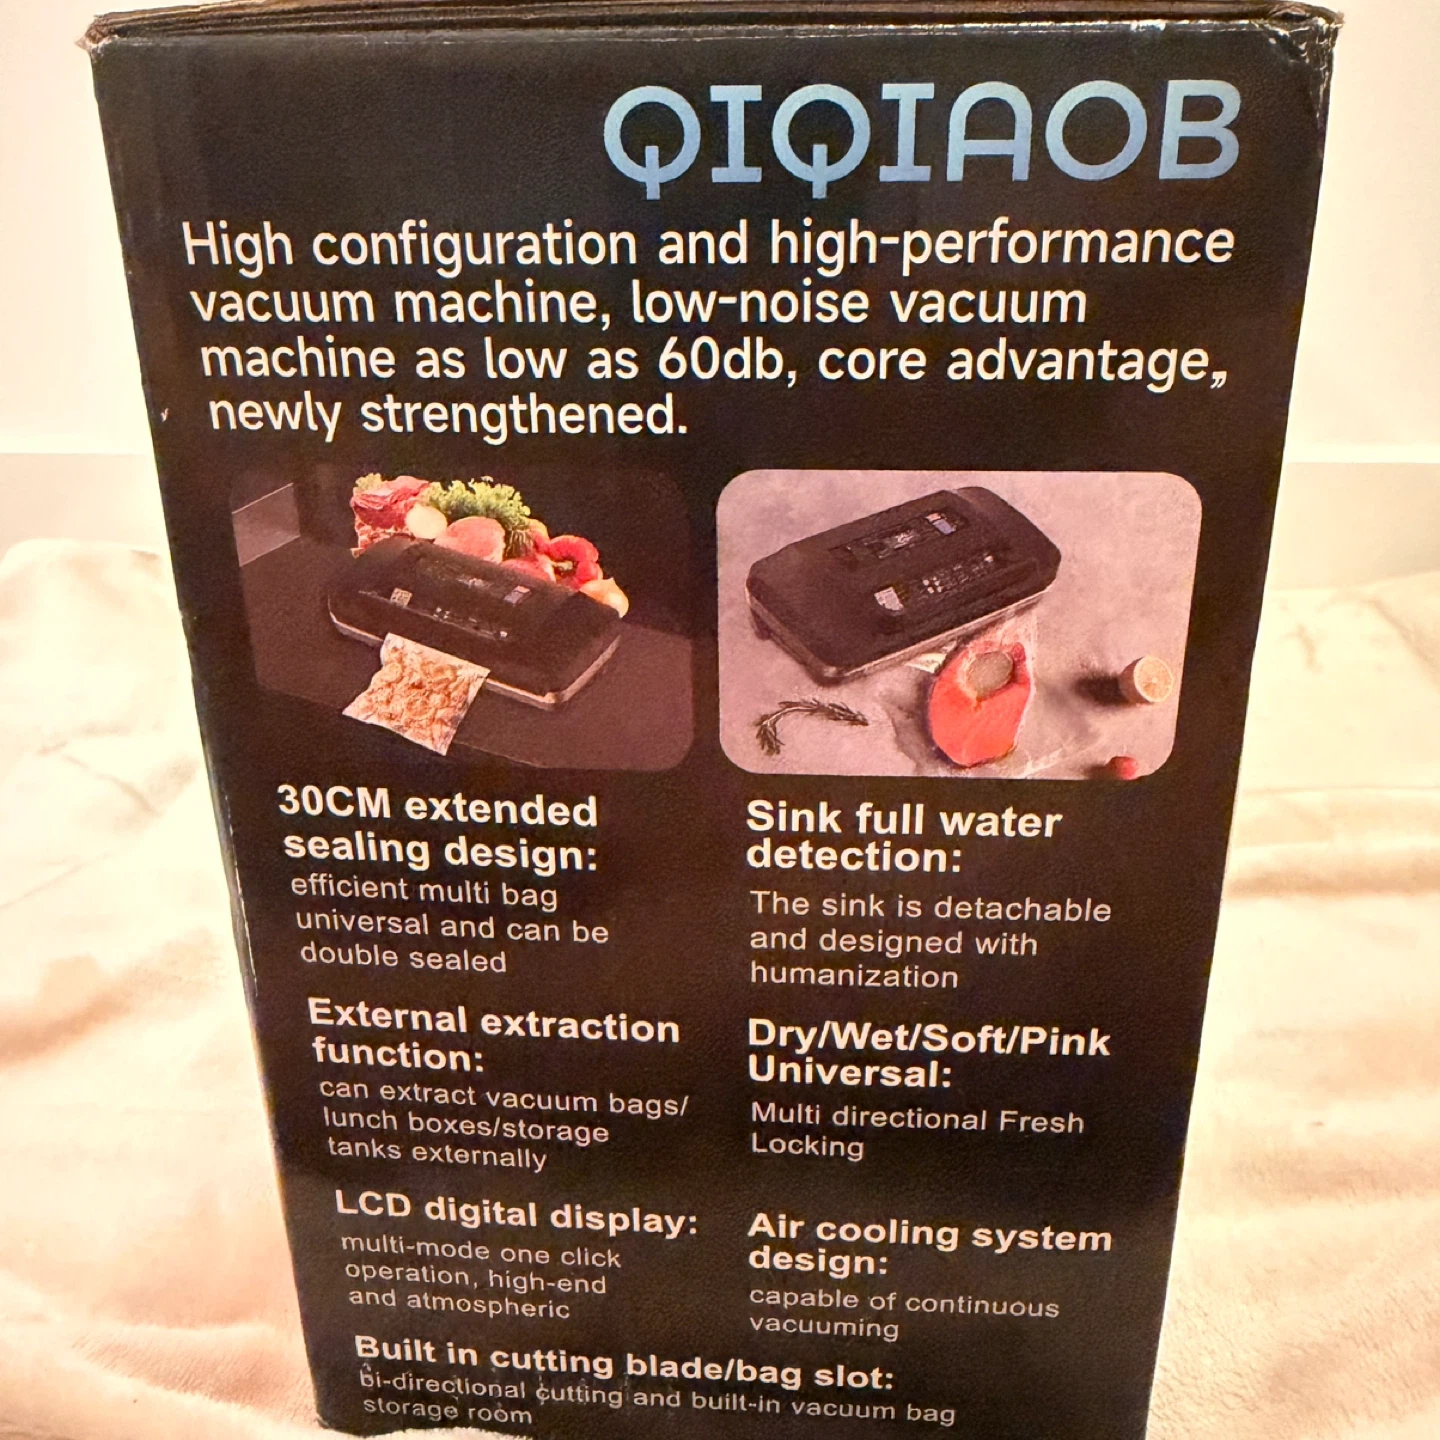 QIQIAOB
High configuration and high-performance
vacuum machine, low-noise vacuum
machine as low as 60db, core advantage,,
newly strengthened.
30CM extended
sealing design:
efficient multi bag
universal and can be
double sealed
External extraction
function:
can extract vacuum bags/
lunch boxes/storage
tanks externally
LCD digital display:
multi-mode one click
operation, high-end
and atmospheric
Sink full water
detection:
The sink is detachable
and designed with
humanization
Dry/Wet/Soft/Pink
Universal:
Multi directional Fresh
Locking
Air cooling system
design:
capable of continuous
vacuuming
Built in cutting blade/bag slot:
bi-directional cutting and built-in vacuum bag
storage room